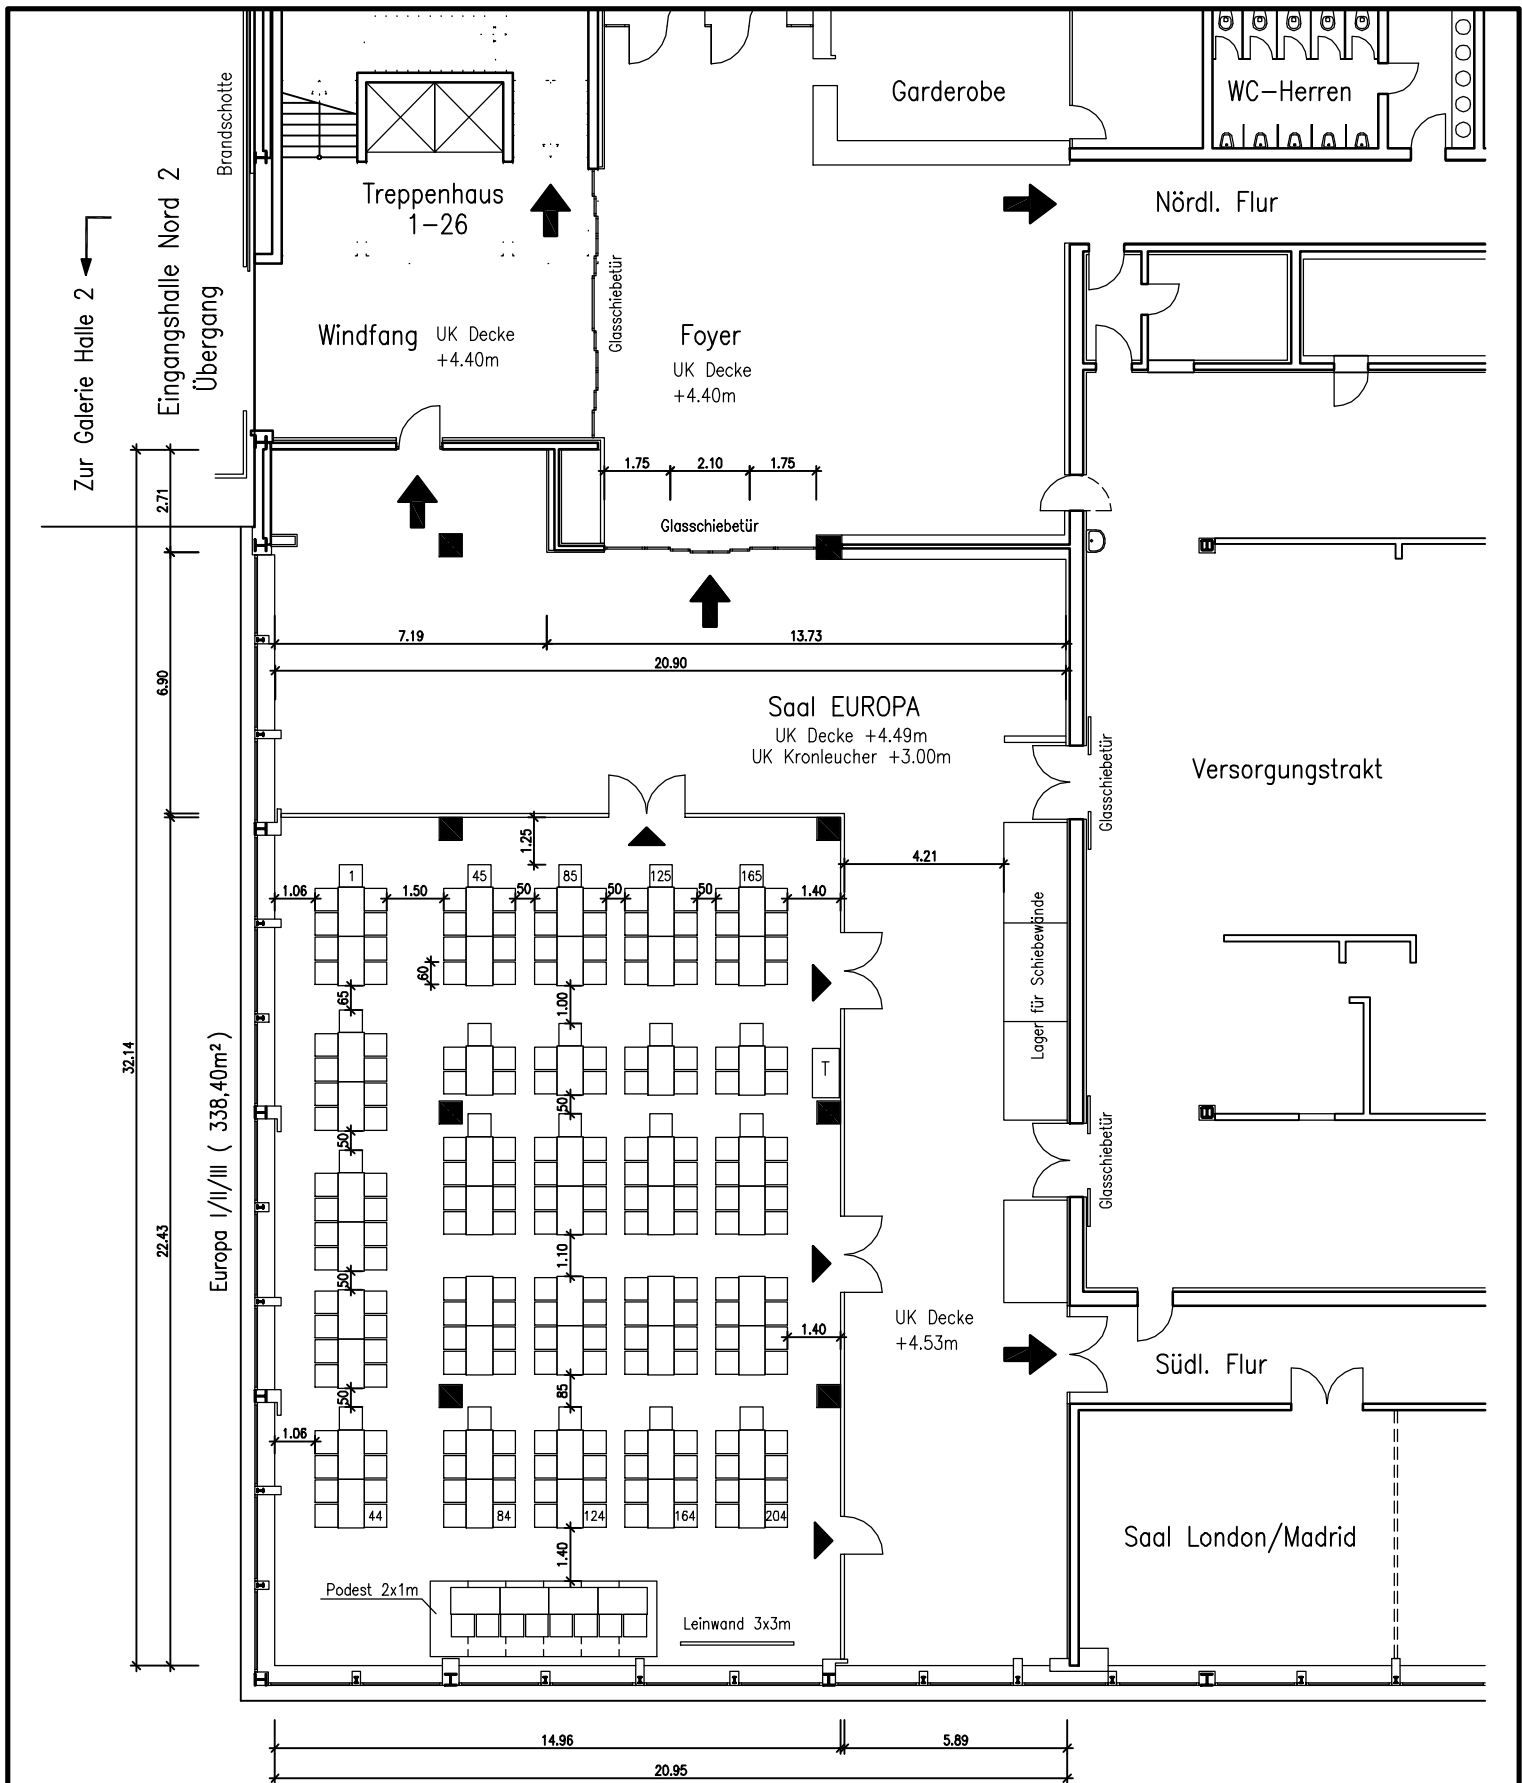 Brandschotte
Garderobe
WC-Herren
Treppenhaus
1-26
Nördl. Flur
Zur Galerie Halle 2
Eingangshalle Nord 2
Übergang
Windfang
UK Decke
+4.40m
Glasschiebetür
Foyer
UK Decke
+4.40m
1.75
2.10
1.75
Glasschiebetür
2.71
7.19
13.73
20.90
6.90
Saal EUROPA
UK Decke +4.49m
UK Kronleucher +3.00m
Glasschiebetür
Versorgungstrakt
1.25
4.21
1
45
85
125
165
1.06
1.50
50
50
50
1.40
60
65
1.00
Lager für Schiebewände
32.14
22.43
Europa I/II/III ( 338,40m²)
T
50
50
Glasschiebetür
50
1.10
UK Decke
+4.53m
1.40
Südl. Flur
50
85
1.06
44
84
124
164
204
1.40
Saal London/Madrid
Podest 2x1m
Leinwand 3x3m
14.96
5.89
20.95